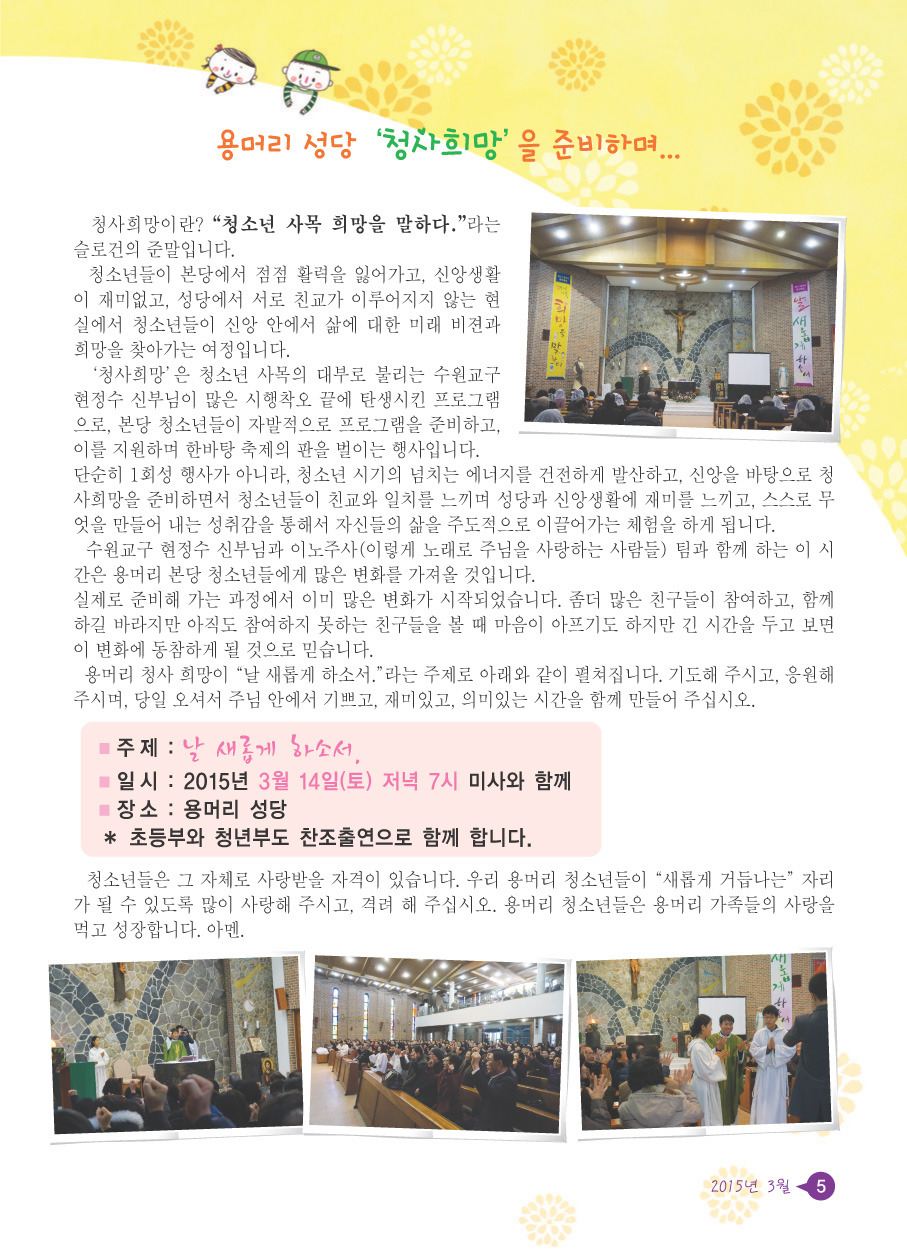 용머리 성당 '청사희망'을 준비하며...
청사희망이란? "청소년 사목 희망을 말하다."라는
슬로건의 준말입니다.
청소년들이 본당에서 점점 활력을 잃어가고, 신앙생활
이 재미없고, 성당에서 서로 친교가 이루어지지 않는 현
실에서 청소년들이 신앙 안에서 삶에 대한 미래 비젼과
희망을 찾아가는 여정입니다.
'청사희망'은 청소년 사목의 대부로 불리는 수원교구
현정수 신부님이 많은 시행착오 끝에 탄생시킨 프로그램
으로, 본당 청소년들이 자발적으로 프로그램을 준비하고,
이를 지원하며 한바탕 축제의 판을 벌이는 행사입니다.
단순히 1회성 행사가 아니라, 청소년 시기의 넘치는 에너지를 건전하게 발산하고, 신앙을 바탕으로 청
사희망을 준비하면서 청소년들이 친교와 일치를 느끼며 성당과 신앙생활에 재미를 느끼고, 스스로 무
엇을 만들어 내는 성취감을 통해서 자신들의 삶을 주도적으로 이끌어가는 체험을 하게 됩니다.
수원교구 현정수 신부님과 이노주사(이렇게 노래로 주님을 사랑하는 사람들) 팀과 함께 하는 이 시
간은 용머리 본당 청소년들에게 많은 변화를 가져올 것입니다.
실제로 준비해 가는 과정에서 이미 많은 변화가 시작되었습니다. 좀더 많은 친구들이 참여하고, 함께
하길 바라지만 아직도 참여하지 못하는 친구들을 볼 때 마음이 아프기도 하지만 긴 시간을 두고 보면
이 변화에 동참하게 될 것으로 믿습니다.
용머리 청사 희망이 "날 새롭게 하소서."라는 주제로 아래와 같이 펼쳐집니다. 기도해 주시고, 응원해
주시며, 당일 오셔서 주님 안에서 기쁘고, 재미있고, 의미있는 시간을 함께 만들어 주십시오.
■ 주 제 : 날 새롭게 하소서.
■ 일 시 : 2015년 3월 14일(토) 저녁 7시 미사와 함께
■ 장 소 : 용머리 성당
* 초등부와 청년부도 찬조출연으로 함께 합니다.
청소년들은 그 자체로 사랑받을 자격이 있습니다. 우리 용머리 청소년들이 "새롭게 거듭나는" 자리
가 될 수 있도록 많이 사랑해 주시고, 격려 해 주십시오. 용머리 청소년들은 용머리 가족들의 사랑을
먹고 성장합니다. 아멘.
새롭게
2015년 3월 5